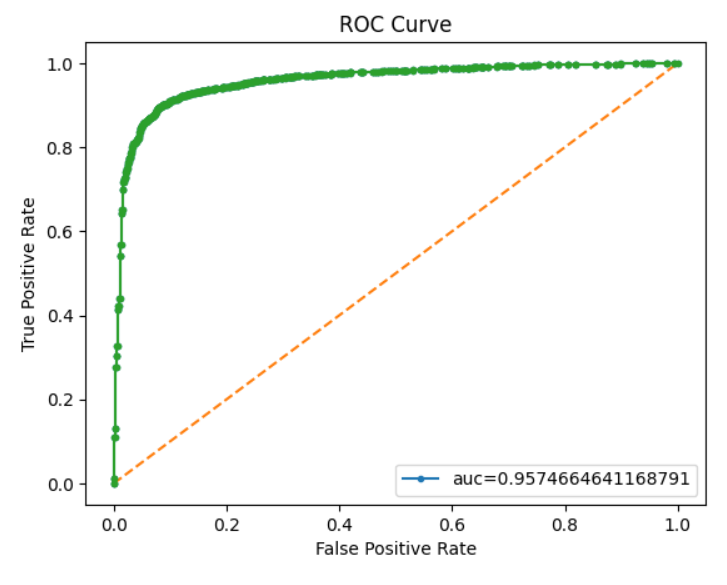 ROC Curve
1.0
0.8
0.6
0.4
0.2
0.0
True Positive Rate
auc=0.9574664641168791
0.0 0.2 0.4 0.6 0.8 1.0
False Positive Rate